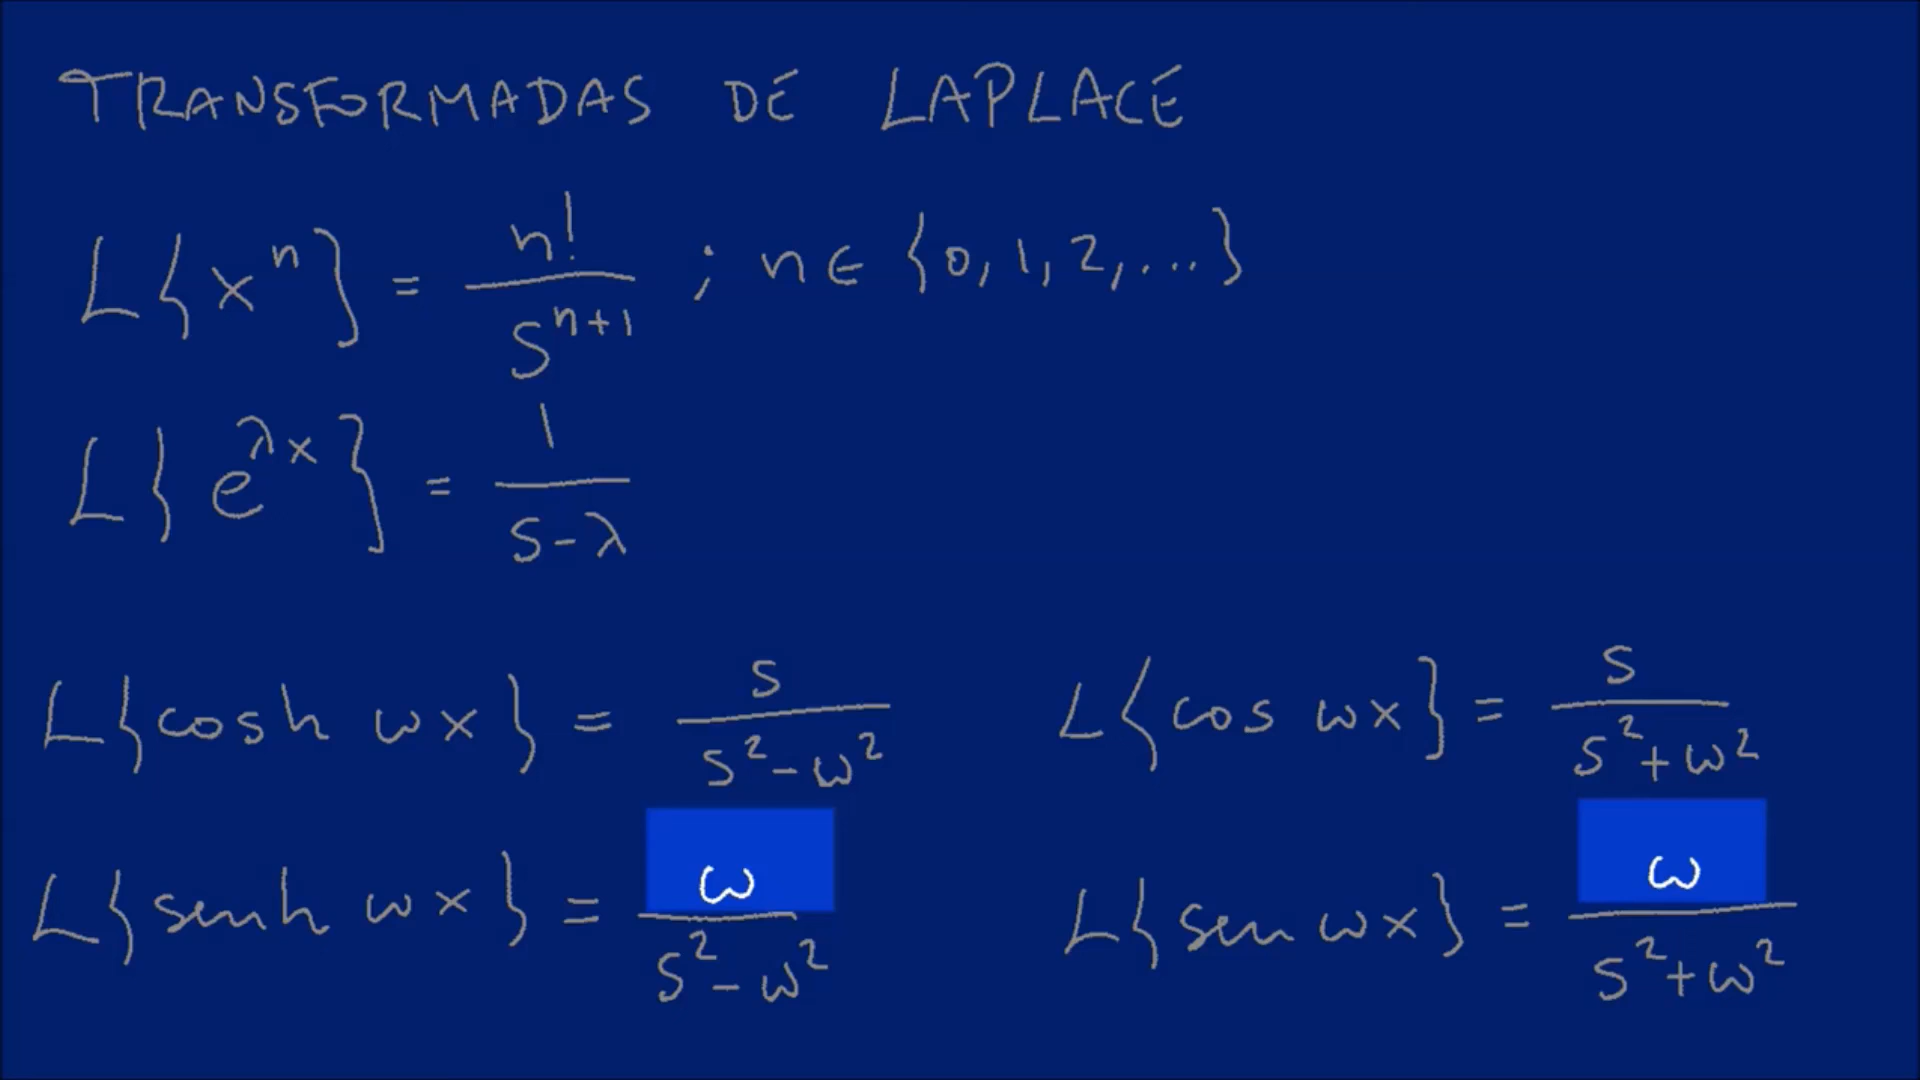 TRANSFORMADAS DE LAPLACE
L{xⁿ} = n!/sⁿ⁺¹ ; n ∈ {0, 1, 2, ...}
L{e^{λx}} = 1/(s-λ)
L{cosh ωx} = s/(s²-ω²)
L{cos ωx} = s/(s²+ω²)
L{senh ωx} = ω/(s²-ω²)
L{sen ωx} = ω/(s²+ω²)